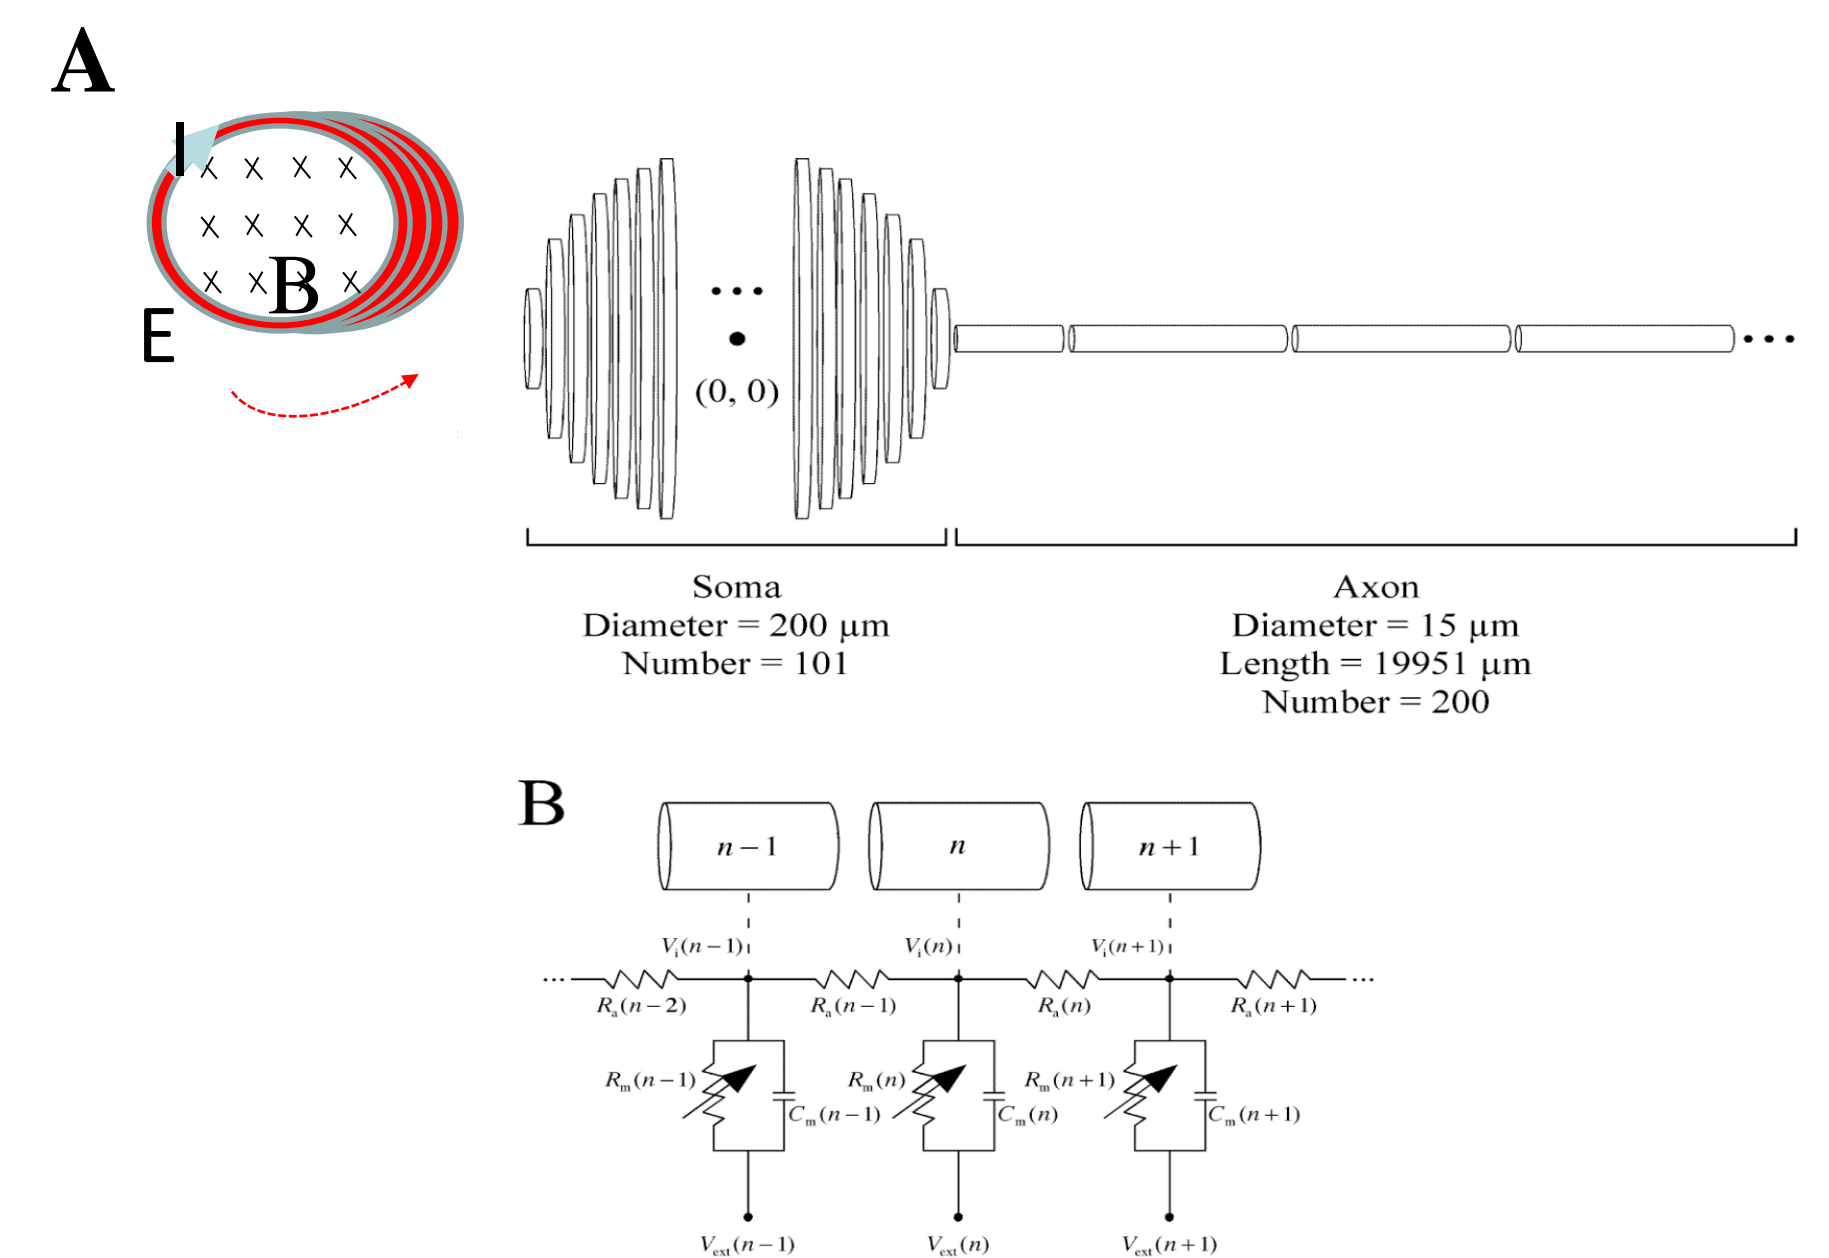 A
I
x x x x
x x x x
x x x x
B
E
...
(0, 0)
...
Soma
Diameter = 200 μm
Number = 101
Axon
Diameter = 15 μm
Length = 19951 μm
Number = 200
B
n − 1 n n + 1
Vi(n − 1) Vi(n) Vi(n + 1)
... ...
Ra(n − 2) Ra(n − 1) Ra(n) Ra(n + 1)
Rm(n − 1) Rm(n) Rm(n + 1)
Cm(n − 1) Cm(n) Cm(n + 1)
Vext(n − 1) Vext(n) Vext(n + 1)